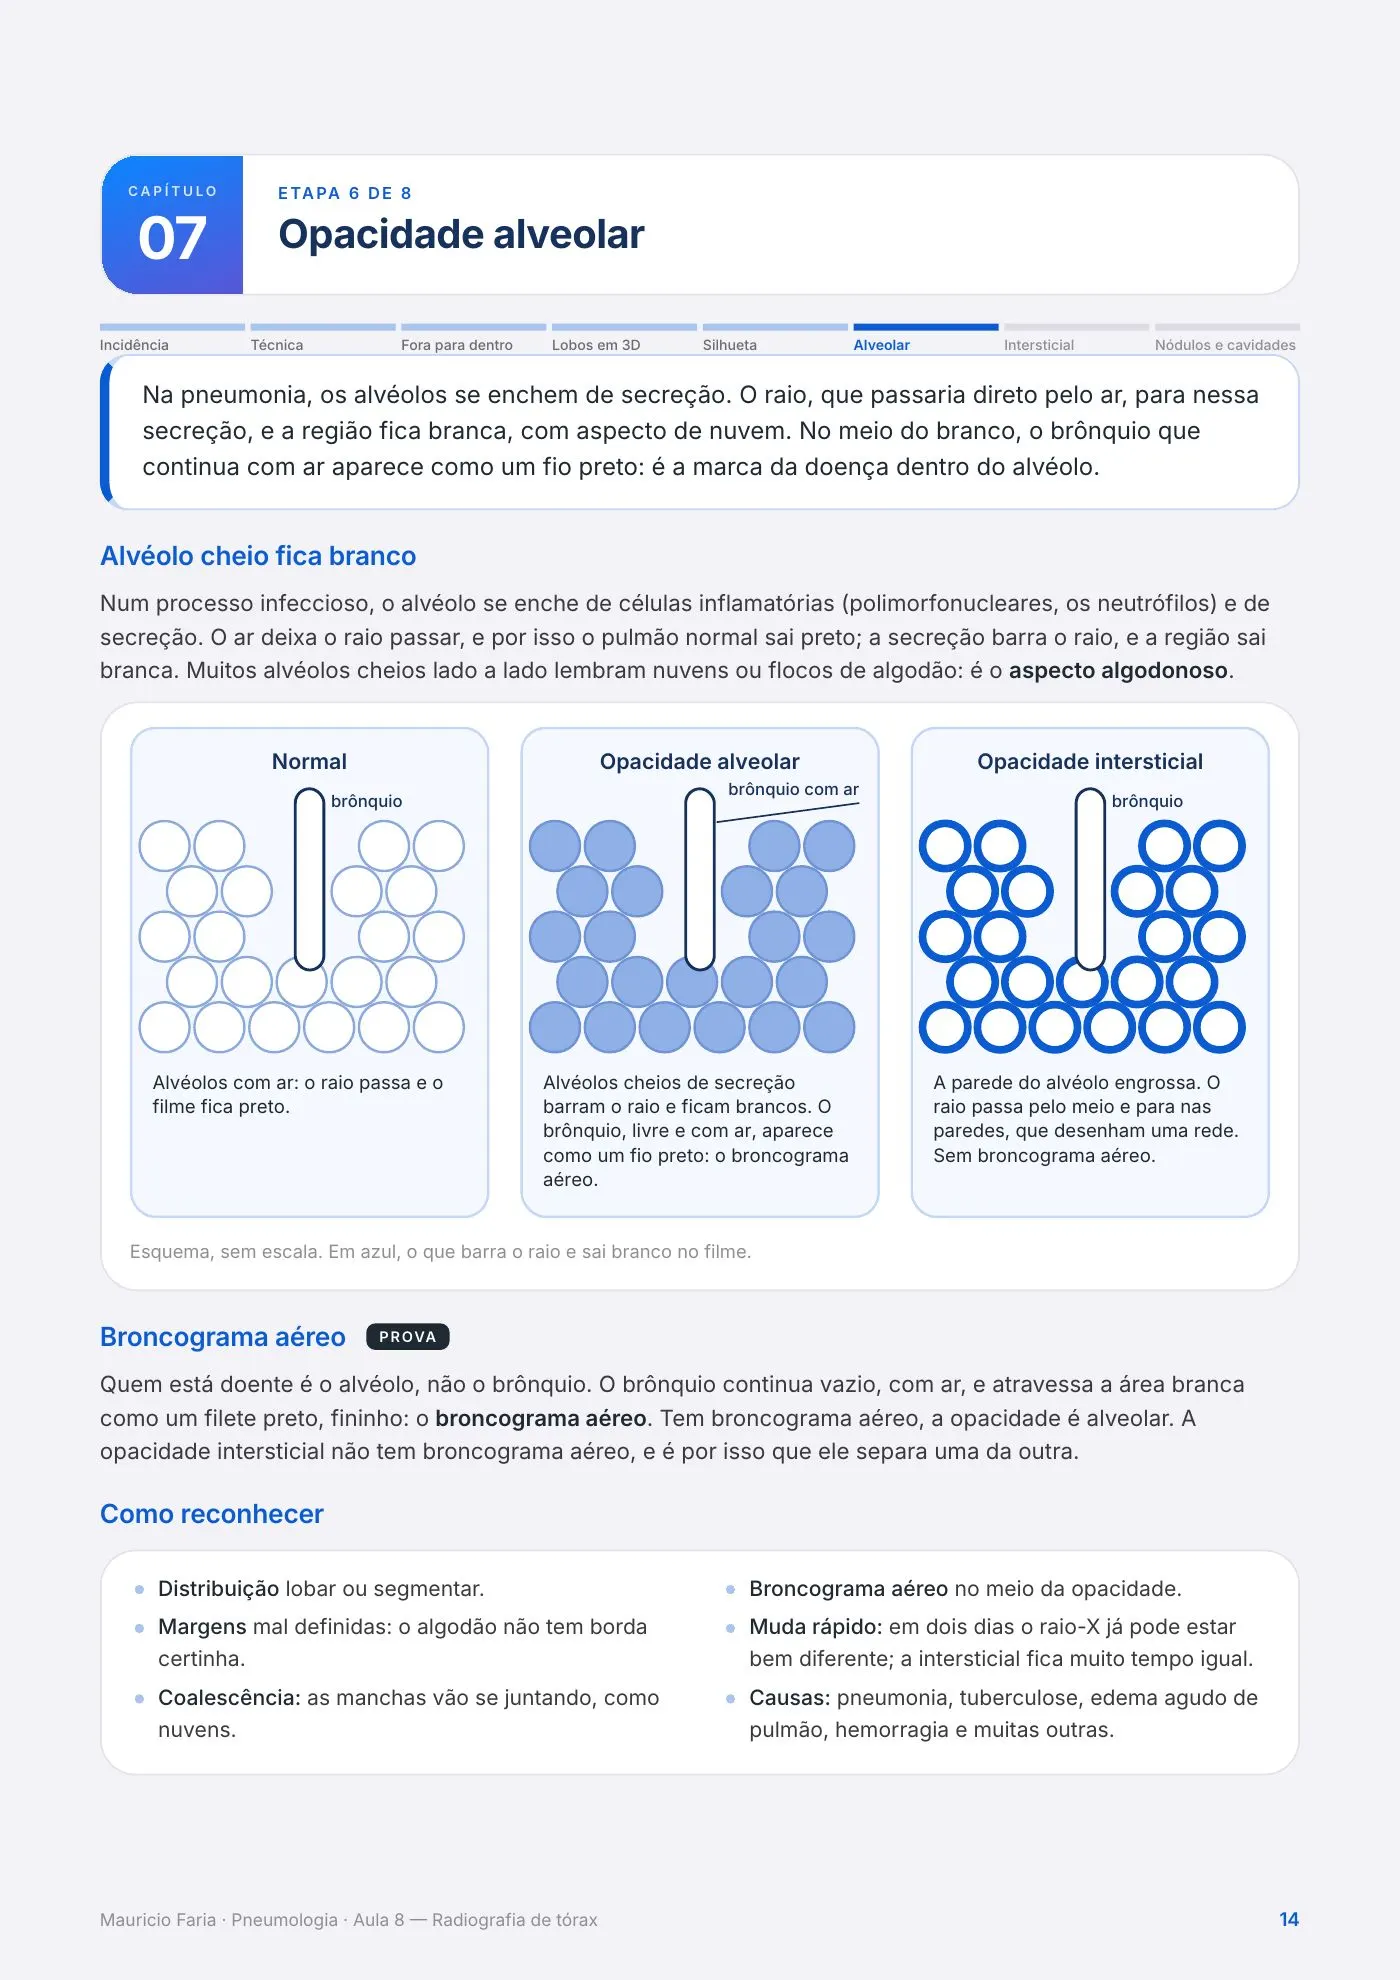 CAPÍTULO
07
ETAPA 6 DE 8
Opacidade alveolar
Incidência
Técnica
Fora para dentro
Lobos em 3D
Silhueta
Alveolar
Intersticial
Nódulos e cavidades
Na pneumonia, os alvéolos se enchem de secreção. O raio, que passaria direto pelo ar, para nessa
secreção, e a região fica branca, com aspecto de nuvem. No meio do branco, o brônquio que
continua com ar aparece como um fio preto: é a marca da doença dentro do alvéolo.
Alvéolo cheio fica branco
Num processo infeccioso, o alvéolo se enche de células inflamatórias (polimorfonucleares, os neutrófilos) e de
secreção. O ar deixa o raio passar, e por isso o pulmão normal sai preto; a secreção barra o raio, e a região sai
branca. Muitos alvéolos cheios lado a lado lembram nuvens ou flocos de algodão: é o aspecto algodonoso.
Normal
brônquio
Alvéolos com ar: o raio passa e o
filme fica preto.
Opacidade alveolar
brônquio com ar
Alvéolos cheios de secreção
barram o raio e ficam brancos. O
brônquio, livre e com ar, aparece
como um fio preto: o broncograma
aéreo.
Opacidade intersticial
brônquio
A parede do alvéolo engrossa. O
raio passa pelo meio e para nas
paredes, que desenham uma rede.
Sem broncograma aéreo.
Esquema, sem escala. Em azul, o que barra o raio e sai branco no filme.
Broncograma aéreo PROVA
Quem está doente é o alvéolo, não o brônquio. O brônquio continua vazio, com ar, e atravessa a área branca
como um filete preto, fininho: o broncograma aéreo. Tem broncograma aéreo, a opacidade é alveolar. A
opacidade intersticial não tem broncograma aéreo, e é por isso que ele separa uma da outra.
Como reconhecer
Distribuição lobar ou segmentar.
Margens mal definidas: o algodão não tem borda
certinha.
Coalescência: as manchas vão se juntando, como
nuvens.
Broncograma aéreo no meio da opacidade.
Muda rápido: em dois dias o raio-X já pode estar
bem diferente; a intersticial fica muito tempo igual.
Causas: pneumonia, tuberculose, edema agudo de
pulmão, hemorragia e muitas outras.
Mauricio Faria · Pneumologia · Aula 8 — Radiografia de tórax
14